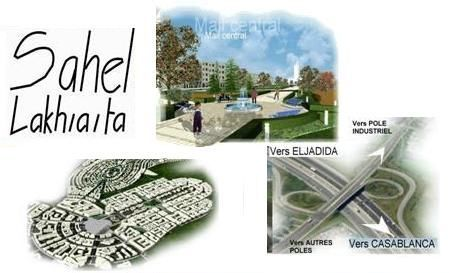 Sahel
Lakhiaita
Mail central
Mail central
Vers POLE
INDUSTRIEL
Vers ELJADIDA
Vers AUTRES
POLES
Vers CASABLANCA